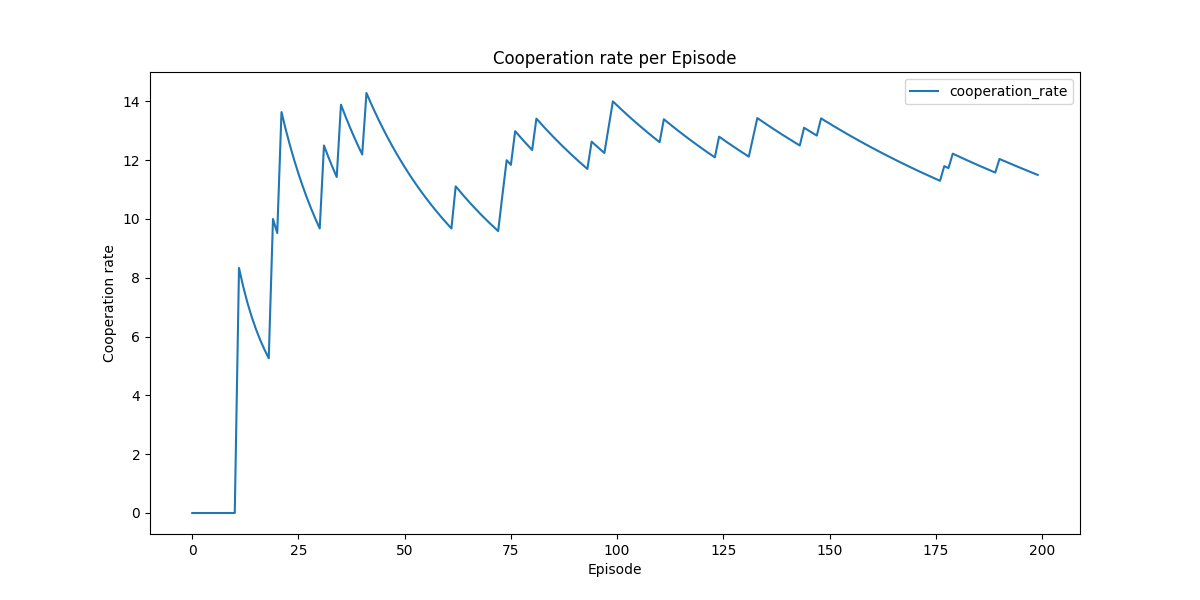 Cooperation rate per Episode
cooperation_rate
14
12
10
8
6
4
2
0
Cooperation rate
0 25 50 75 100 125 150 175 200
Episode